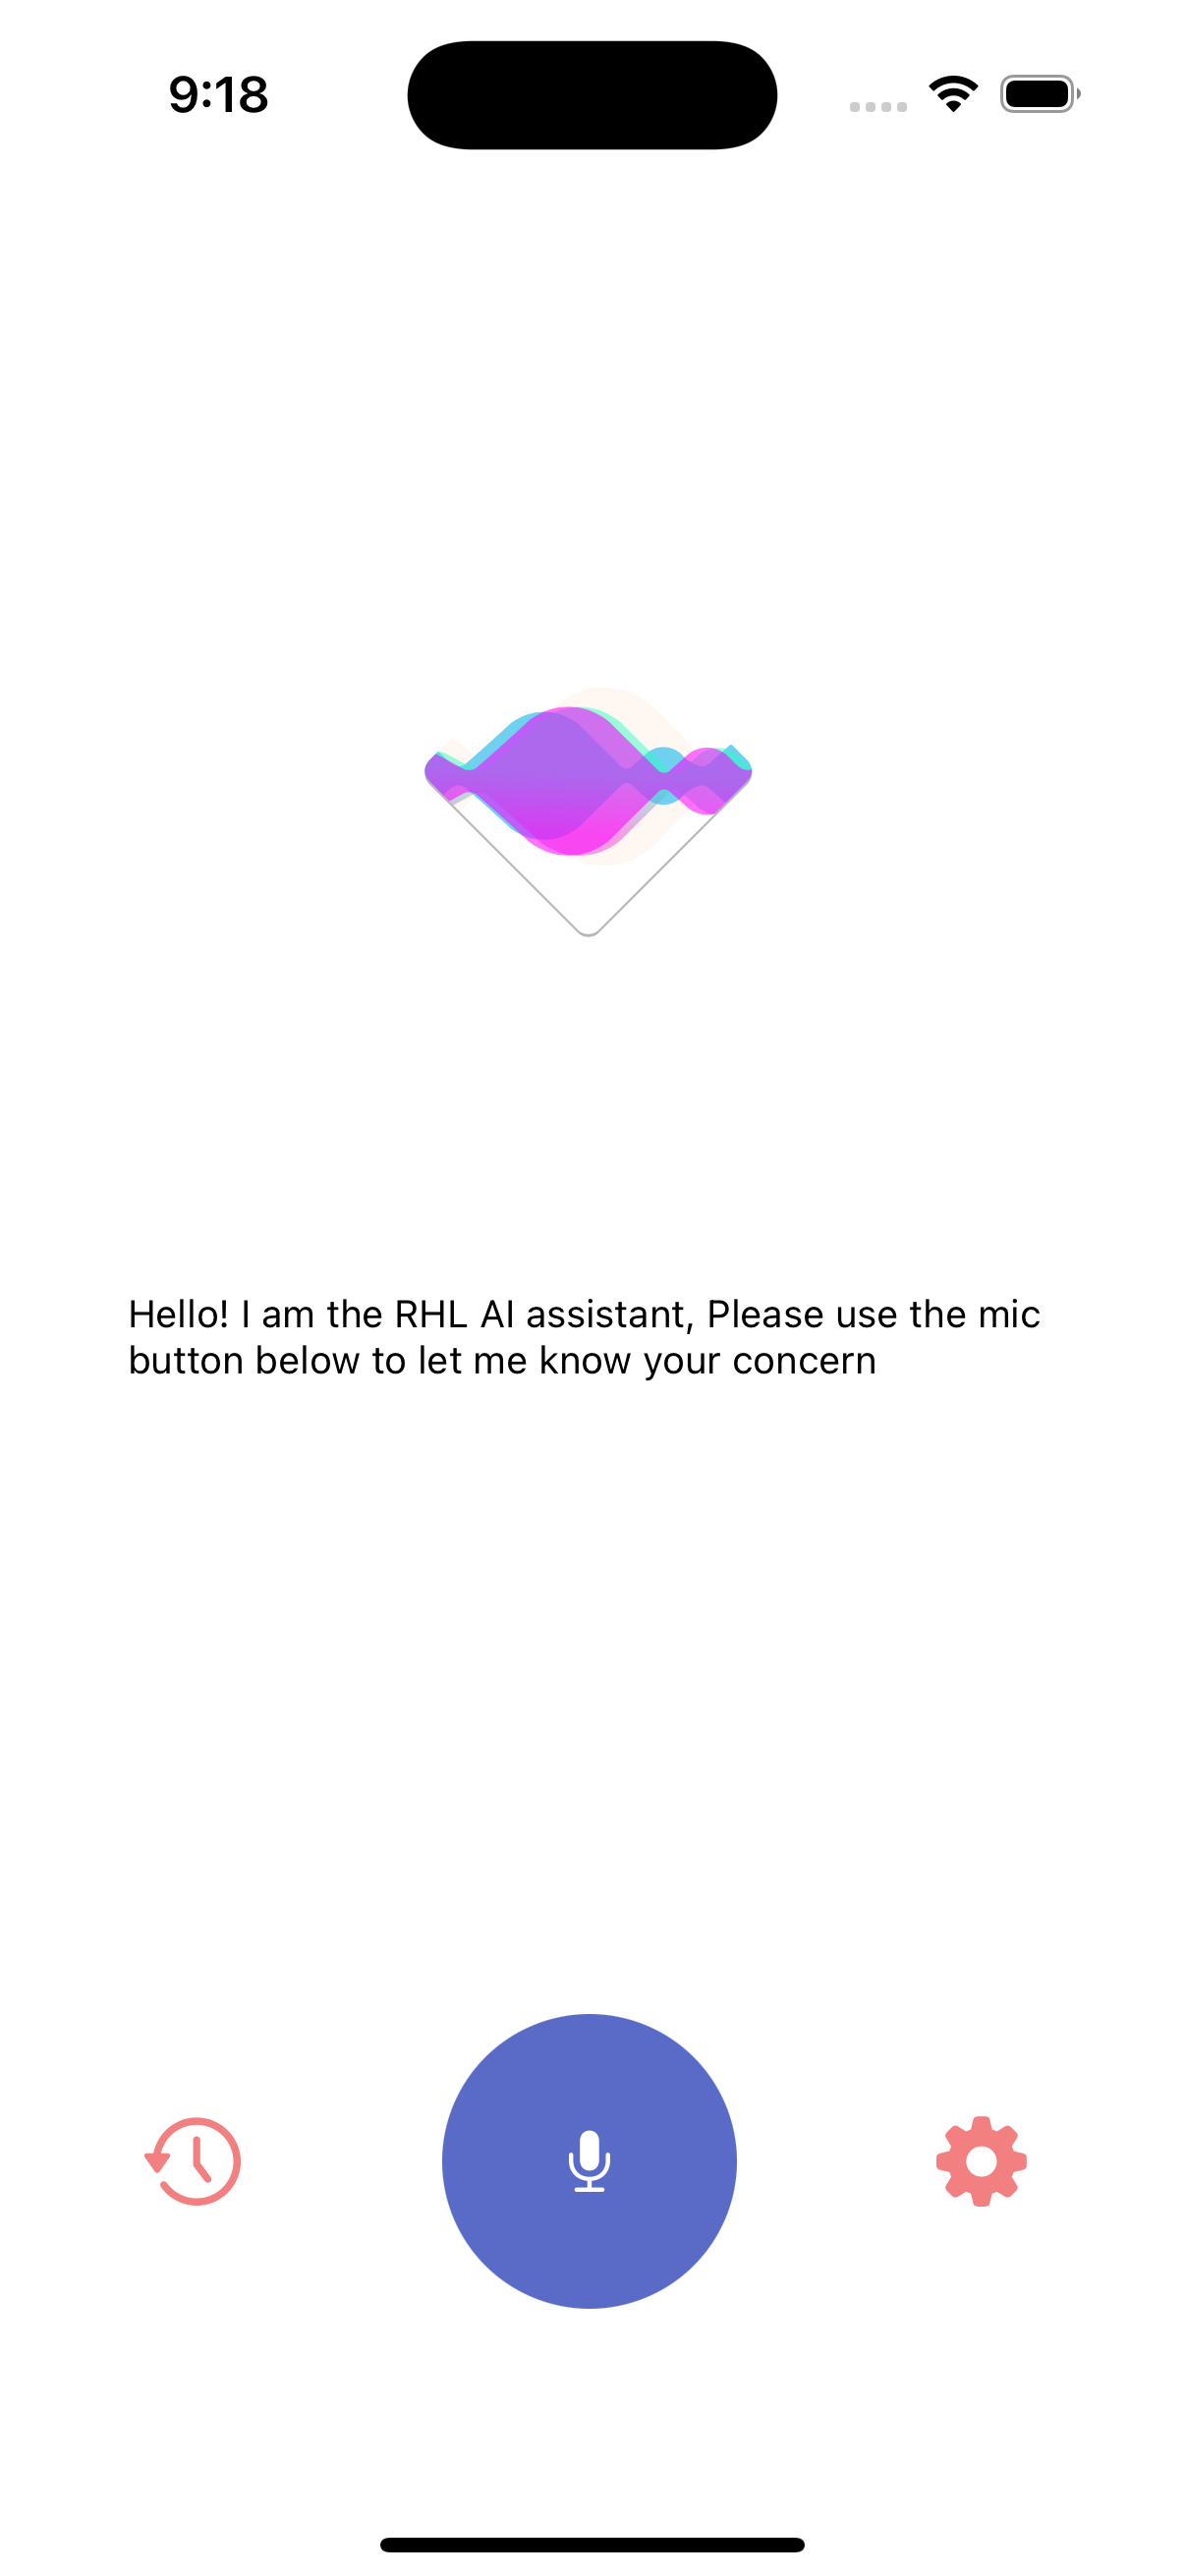 9:18
Hello! I am the RHL AI assistant, Please use the mic
button below to let me know your concern